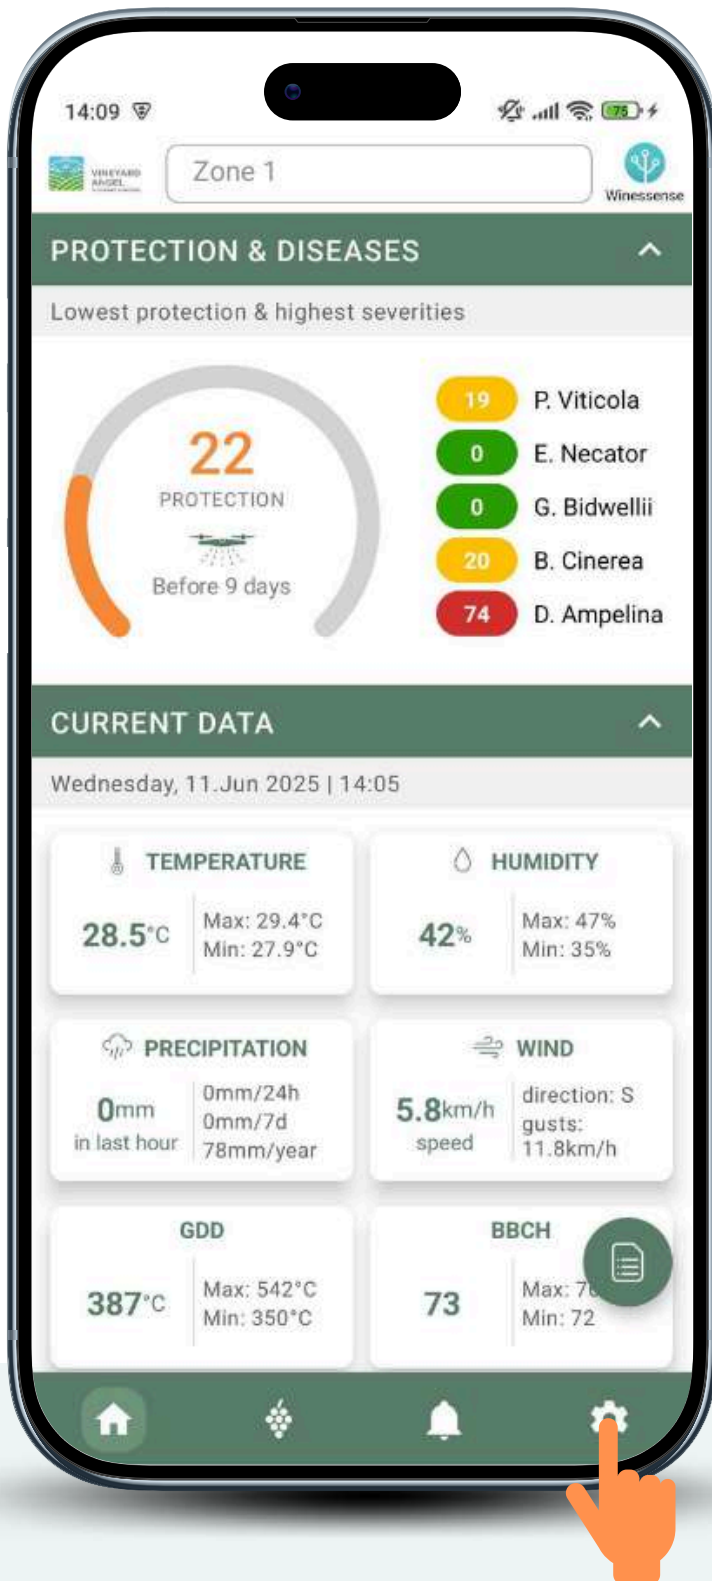 14:09
75
VINEYARD
ANGEL
Zone 1
Winessense
PROTECTION & DISEASES
Lowest protection & highest severities
22
PROTECTION
Before 9 days
19 P. Viticola
0 E. Necator
0 G. Bidwellii
20 B. Cinerea
74 D. Ampelina
CURRENT DATA
Wednesday, 11.Jun 2025 | 14:05
TEMPERATURE
28.5°C
Max: 29.4°C
Min: 27.9°C
HUMIDITY
42%
Max: 47%
Min: 35%
PRECIPITATION
0mm
in last hour
0mm/24h
0mm/7d
78mm/year
WIND
5.8km/h
speed
direction: S
gusts:
11.8km/h
GDD
387°C
Max: 542°C
Min: 350°C
BBCH
73
Max:
Min: 72